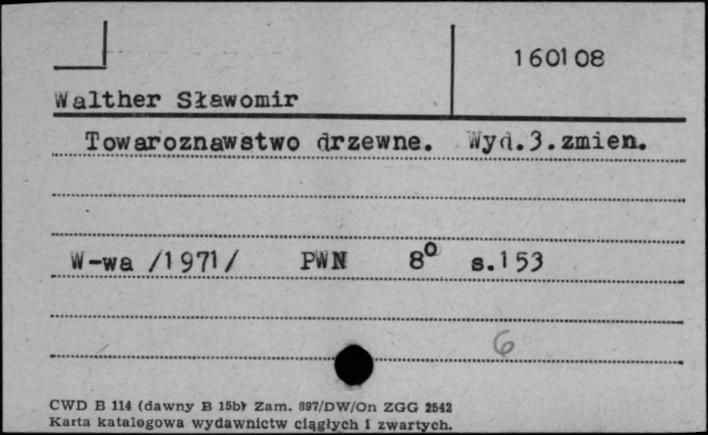 160108
Walther Sławomir
Towaroznawstwo drzewne. Wyd.3.zmien.
W-wa /1971/ PWN 8° s.153
6
CWD B 114 (dawny B 15b) Zam. 897/DW/On ZGG 2542
Karta katalogowa wydawnictw ciągłych i zwartych.